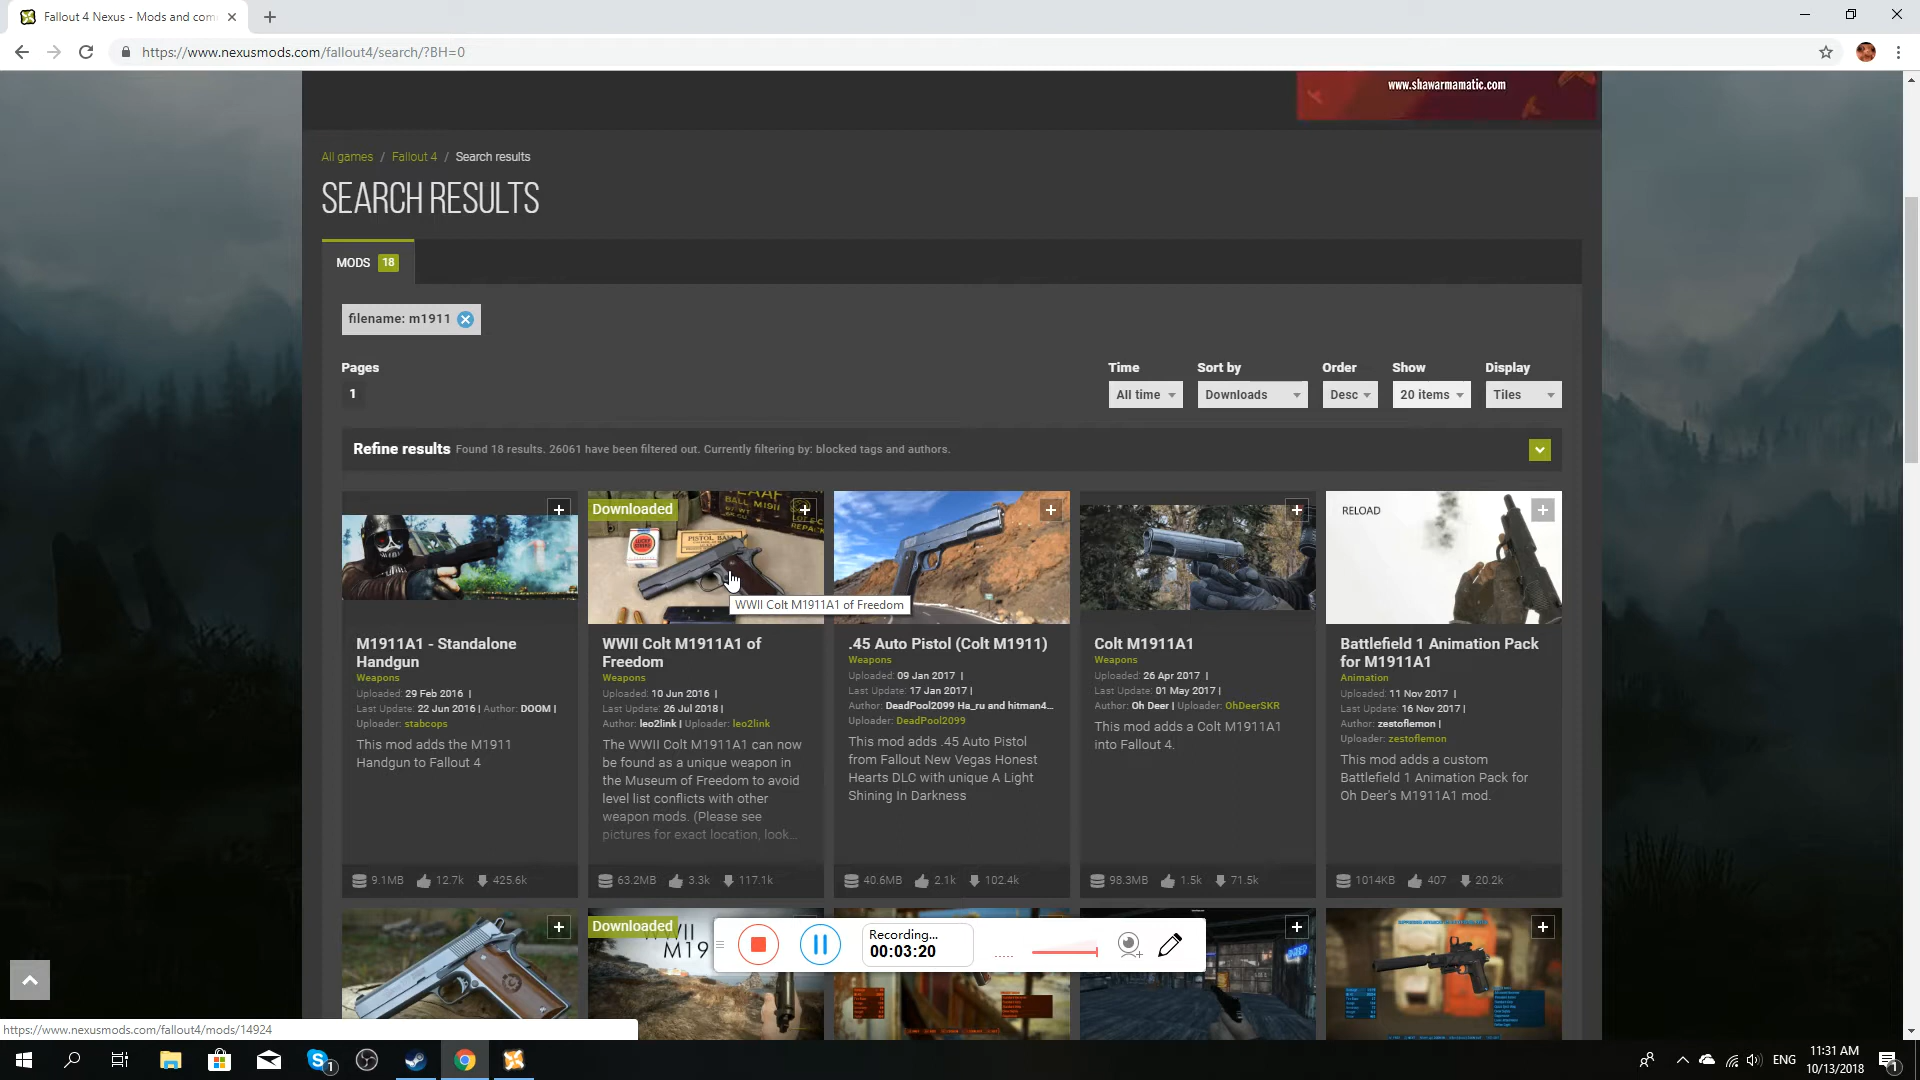 Fallout 4 Nexus - Mods and com
https://www.nexusmods.com/fallout4/search/?BH=0
www.shawarmamatic.com
All games / Fallout 4 / Search results
SEARCH RESULTS
MODS 18
filename: m1911
Pages
1
Time Sort by Order Show Display
All time Downloads Desc 20 items Tiles
Refine results Found 18 results. 26061 have been filtered out. Currently filtering by: blocked tags and authors.
M1911A1 - Standalone
Handgun
Weapons
Uploaded: 29 Feb 2016 |
Last Update: 22 Jun 2016 | Author: DOOM |
Uploader: stabcops
This mod adds the M1911
Handgun to Fallout 4
9.1MB 12.7k 425.6k
Downloaded
BALL M1911
PISTOL BALL
WWII Colt M1911A1 of Freedom
WWII Colt M1911A1 of
Freedom
Weapons
Uploaded: 10 Jun 2016 |
Last Update: 26 Jul 2018 |
Author: leo2link | Uploader: leo2link
The WWII Colt M1911A1 can now
be found as a unique weapon in
the Museum of Freedom to avoid
level list conflicts with other
weapon mods. (Please see
pictures for exact location, look...
63.2MB 3.3k 117.1k
.45 Auto Pistol (Colt M1911)
Weapons
Uploaded: 09 Jan 2017 |
Last Update: 17 Jan 2017 |
Author: DeadPool2099 Ha_ru and hitman4...
Uploader: DeadPool2099
This mod adds .45 Auto Pistol
from Fallout New Vegas Honest
Hearts DLC with unique A Light
Shining In Darkness
40.6MB 2.1k 102.4k
Colt M1911A1
Weapons
Uploaded: 26 Apr 2017 |
Last Update: 01 May 2017 |
Author: Oh Deer | Uploader: OhDeerSKR
This mod adds a Colt M1911A1
into Fallout 4.
98.3MB 1.5k 71.5k
RELOAD
Battlefield 1 Animation Pack
for M1911A1
Animation
Uploaded: 11 Nov 2017 |
Last Update: 16 Nov 2017 |
Author: zestoflemon |
Uploader: zestoflemon
This mod adds a custom
Battlefield 1 Animation Pack for
Oh Deer's M1911A1 mod.
1014KB 407 20.2k
Downloaded
M19
Recording...
00:03:20
https://www.nexusmods.com/fallout4/mods/14924
1
ENG
11:31 AM
10/13/2018
1